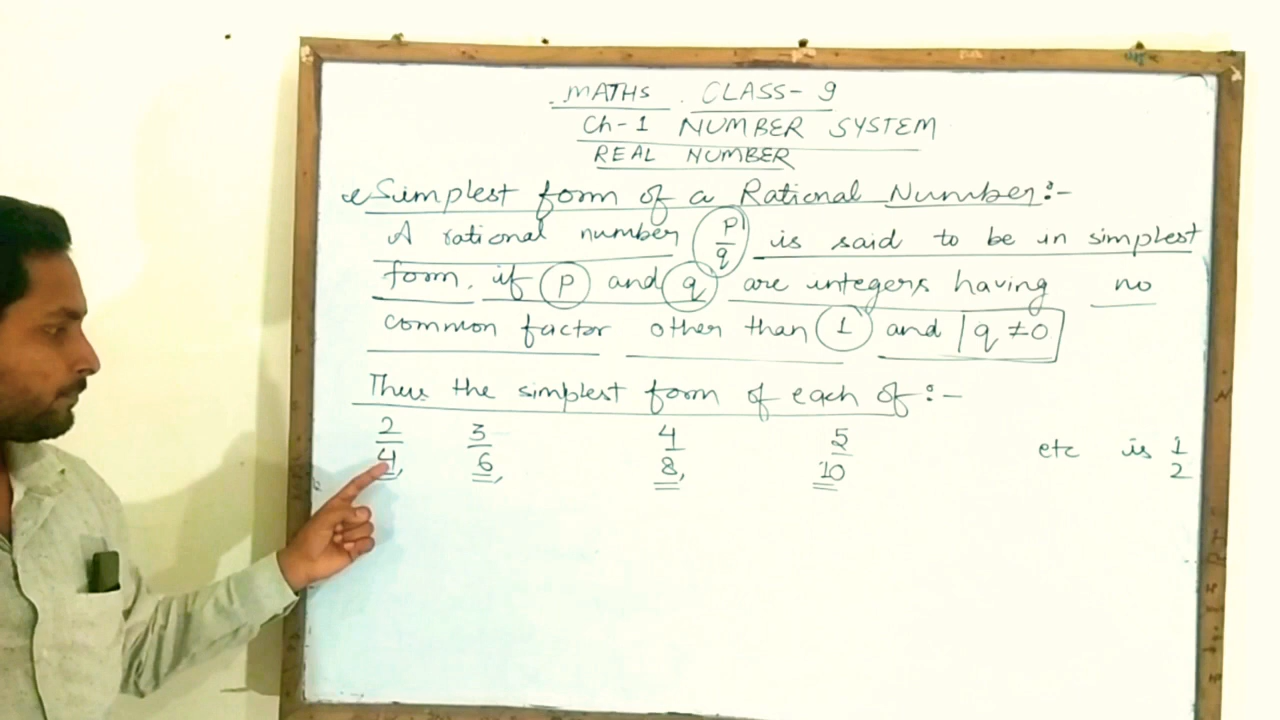 MATHS CLASS-9
Ch-1 NUMBER SYSTEM
REAL NUMBER
Simplest form of a Rational Number:-
A rational number p/q is said to be in simplest
form, if p and q are integers having no
common factor other than 1 and q ≠ 0
Thus the simplest form of each of :-
2/4, 3/6, 4/8, 5/10 etc is 1/2